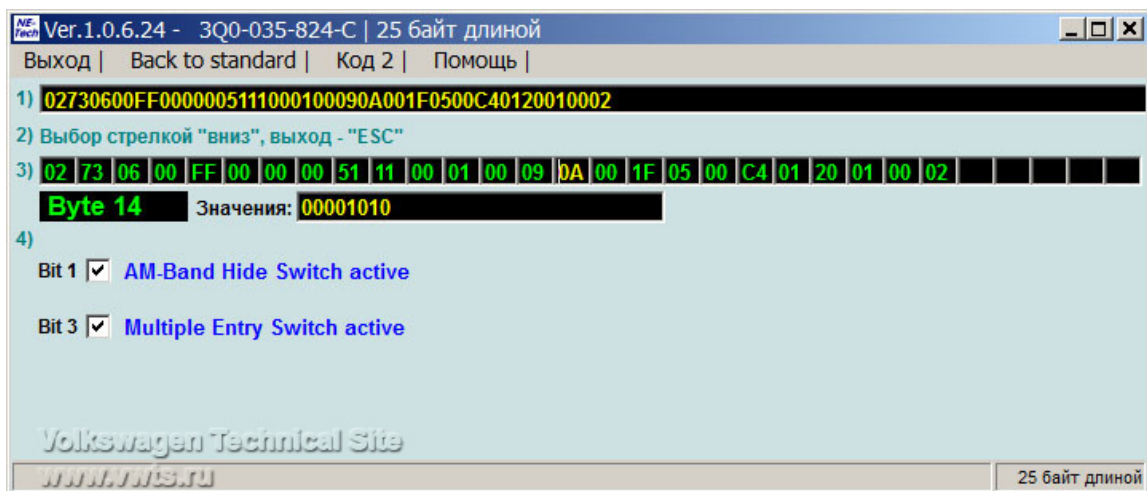 NE-Tech Ver.1.0.6.24 - 3Q0-035-824-C | 25 байт длиной
Выход | Back to standard | Код 2 | Помощь |
1) 02730600FF0000005111000100090A001F0500C40120010002
2) Выбор стрелкой "вниз", выход - "ESC"
3) 02 73 06 00 FF 00 00 00 51 11 00 01 00 09 0A 00 1F 05 00 C4 01 20 01 00 02
Byte 14 Значения: 00001010
4)
Bit 1 AM-Band Hide Switch active
Bit 3 Multiple Entry Switch active
Volkswagen Technical Site
www.vwts.ru
25 байт длиной